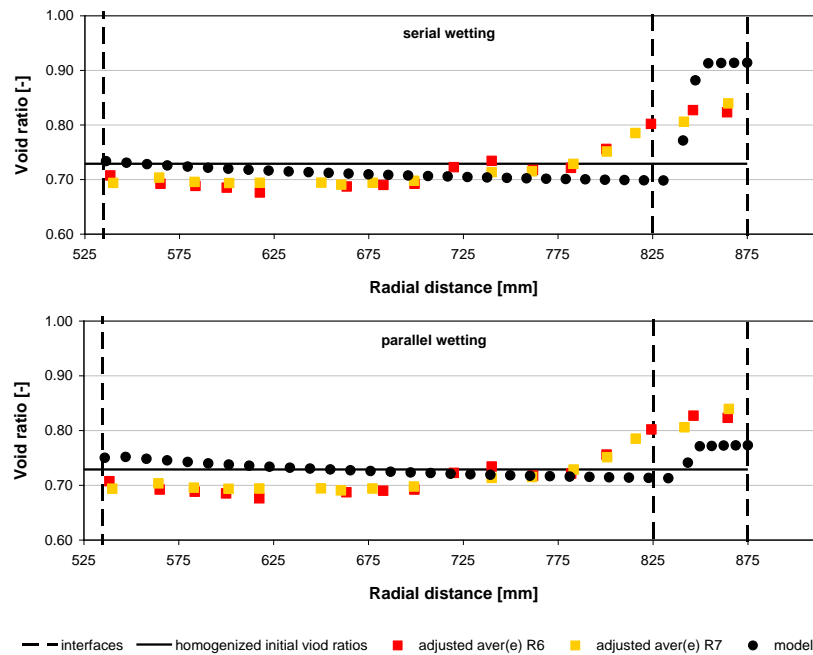 1.00
serial wetting
0.90
0.80
0.70
0.60
Void ratio [-]
525 575 625 675 725 775 825 875
Radial distance [mm]
1.00
parallel wetting
0.90
0.80
0.70
0.60
Void ratio [-]
525 575 625 675 725 775 825 875
Radial distance [mm]
interfaces homogenized initial viod ratios adjusted aver(e) R6 adjusted aver(e) R7 model